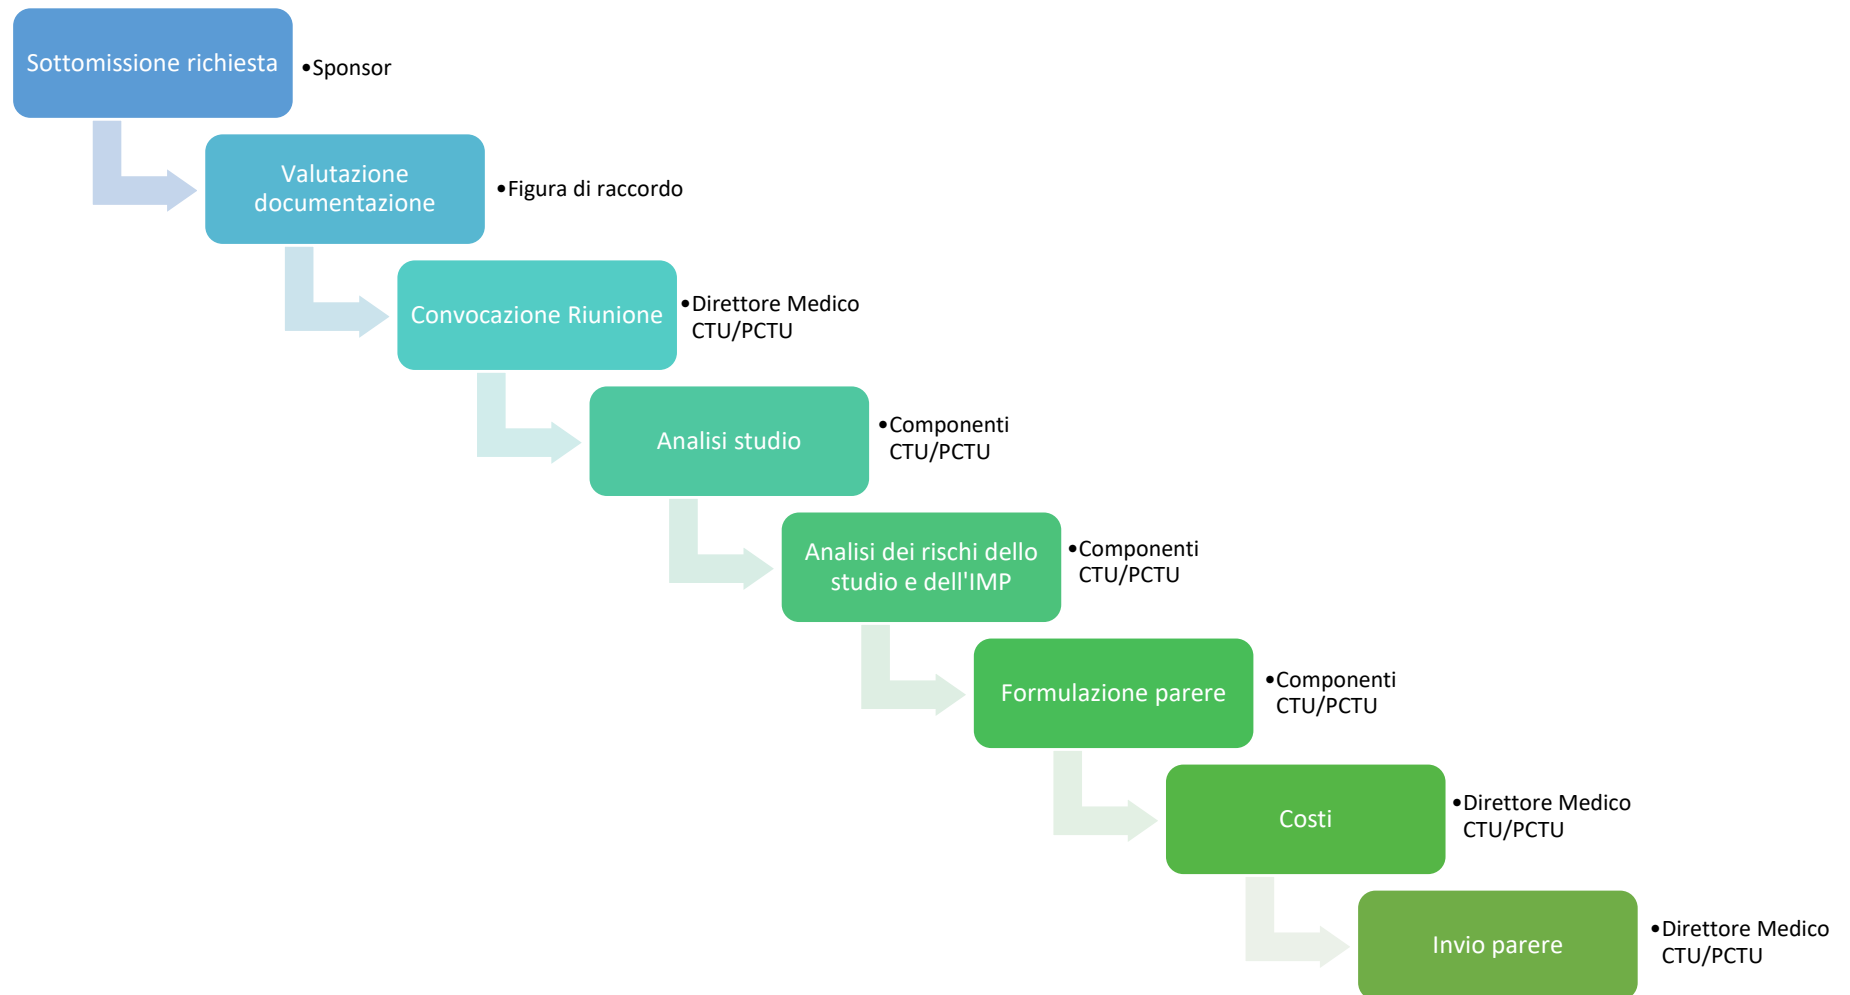 Sottomissione richiesta
•Sponsor
Valutazione
documentazione
•Figura di raccordo
Convocazione Riunione
•Direttore Medico
CTU/PCTU
Analisi studio
•Componenti
CTU/PCTU
Analisi dei rischi dello
studio e dell'IMP
•Componenti
CTU/PCTU
Formulazione parere
•Componenti
CTU/PCTU
Costi
•Direttore Medico
CTU/PCTU
Invio parere
•Direttore Medico
CTU/PCTU